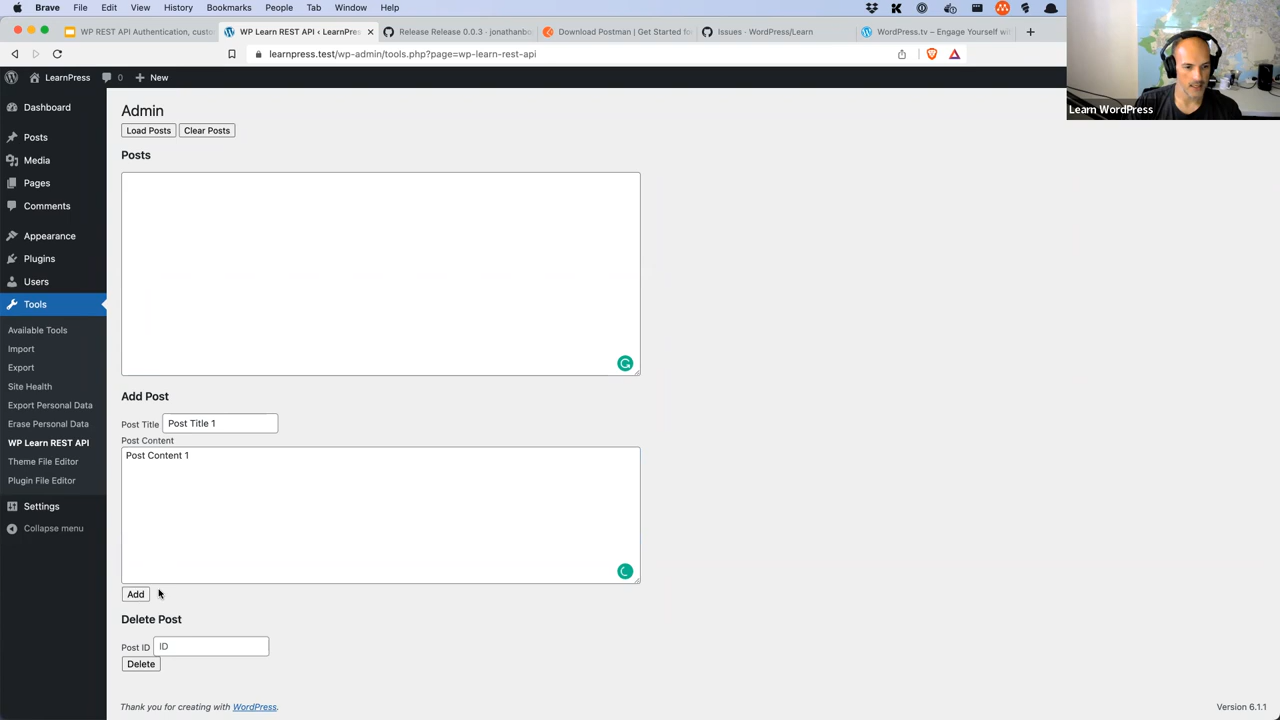 Brave File Edit View History Bookmarks People Tab Window Help
WP REST API Authentication, custo
WP Learn REST API ‹ LearnPres
Release Release 0.0.3 · jonathanbo
Download Postman | Get Started fo
Issues · WordPress/Learn
WordPress.tv – Engage Yourself wi
learnpress.test/wp-admin/tools.php?page=wp-learn-rest-api
LearnPress 0 New
Learn WordPress
Dashboard
Posts
Media
Pages
Comments
Appearance
Plugins
Users
Tools
Available Tools
Import
Export
Site Health
Export Personal Data
Erase Personal Data
WP Learn REST API
Theme File Editor
Plugin File Editor
Settings
Collapse menu
Admin
Load Posts Clear Posts
Posts
Add Post
Post Title Post Title 1
Post Content
Post Content 1
Add
Delete Post
Post ID ID
Delete
Thank you for creating with WordPress.
Version 6.1.1